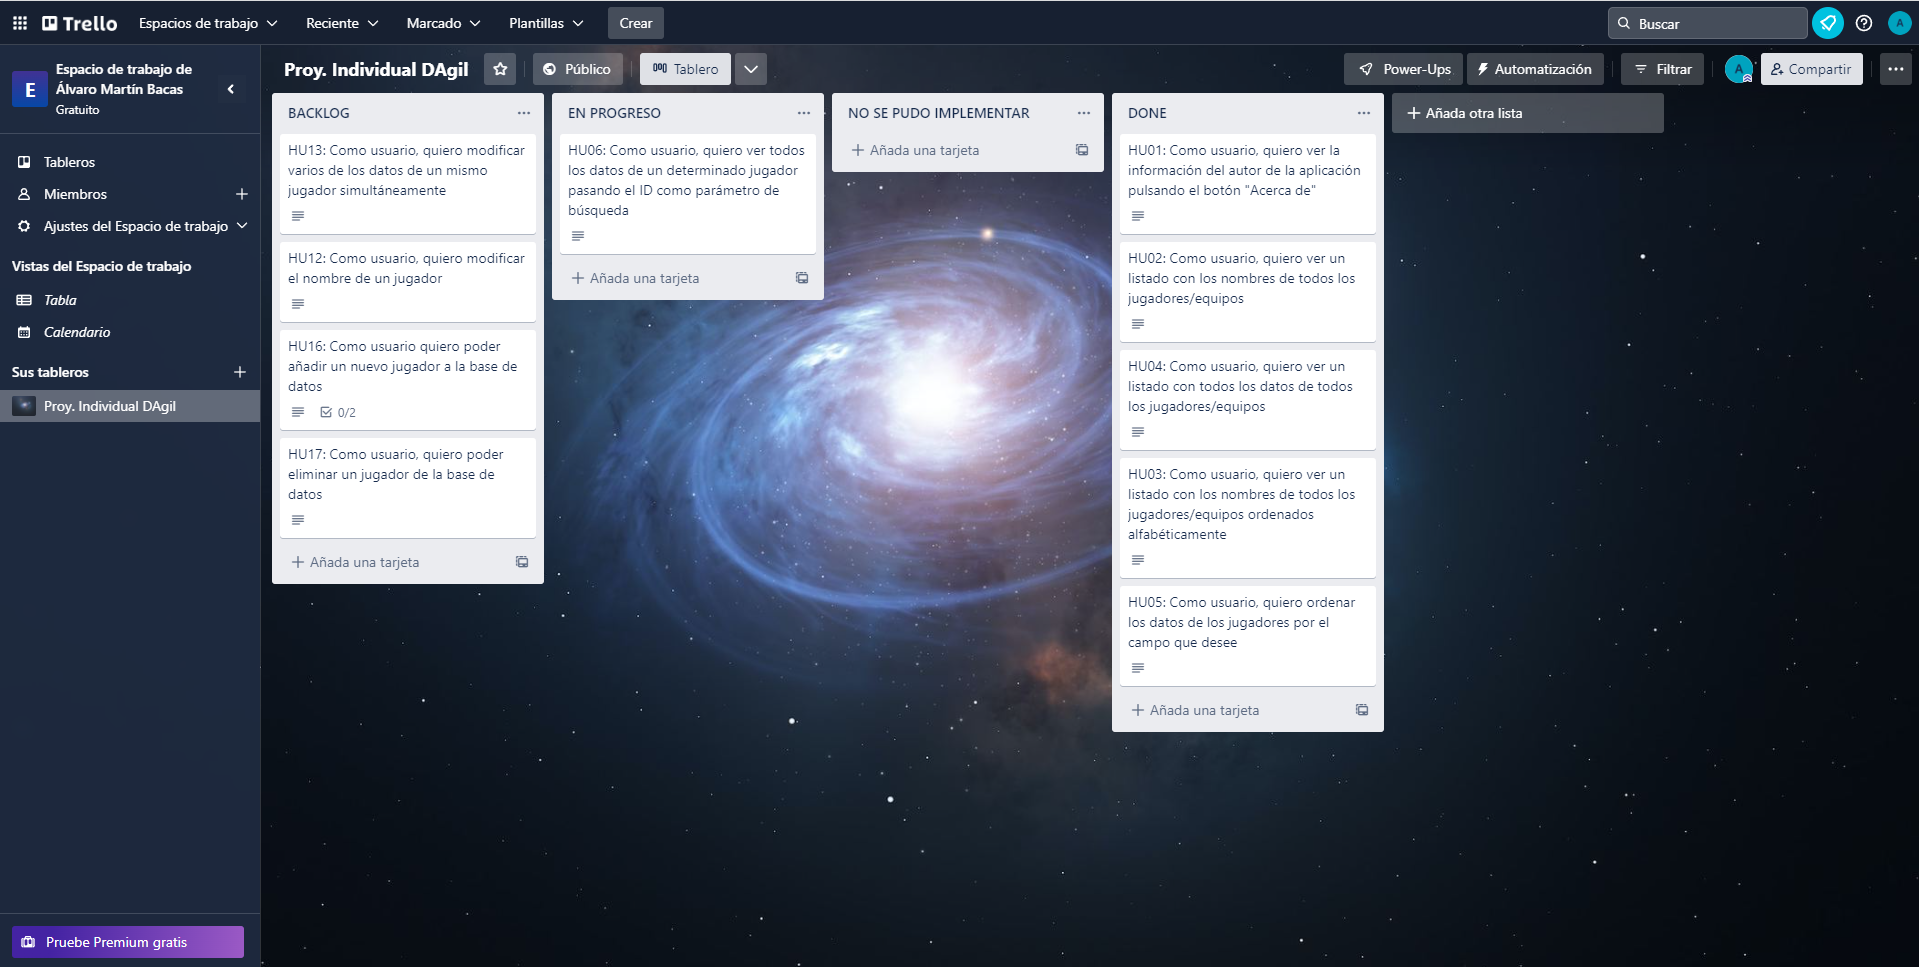 Trello
Espacios de trabajo
Reciente
Marcado
Plantillas
Crear
Buscar
A
E
Espacio de trabajo de
Álvaro Martín Bacas
Gratuito
Tableros
Miembros
Ajustes del Espacio de trabajo
Vistas del Espacio de trabajo
Tabla
Calendario
Sus tableros
Proy. Individual DAgil
Pruebe Premium gratis
Proy. Individual DAgil
Público
Tablero
Power-Ups
Automatización
Filtrar
A
Compartir
BACKLOG
HU13: Como usuario, quiero modificar
varios de los datos de un mismo
jugador simultáneamente
HU12: Como usuario, quiero modificar
el nombre de un jugador
HU16: Como usuario quiero poder
añadir un nuevo jugador a la base de
datos
0/2
HU17: Como usuario, quiero poder
eliminar un jugador de la base de
datos
Añada una tarjeta
EN PROGRESO
HU06: Como usuario, quiero ver todos
los datos de un determinado jugador
pasando el ID como parámetro de
búsqueda
Añada una tarjeta
NO SE PUDO IMPLEMENTAR
Añada una tarjeta
DONE
HU01: Como usuario, quiero ver la
información del autor de la aplicación
pulsando el botón "Acerca de"
HU02: Como usuario, quiero ver un
listado con los nombres de todos los
jugadores/equipos
HU04: Como usuario, quiero ver un
listado con todos los datos de todos
los jugadores/equipos
HU03: Como usuario, quiero ver un
listado con los nombres de todos los
jugadores/equipos ordenados
alfabéticamente
HU05: Como usuario, quiero ordenar
los datos de los jugadores por el
campo que desee
Añada una tarjeta
Añada otra lista